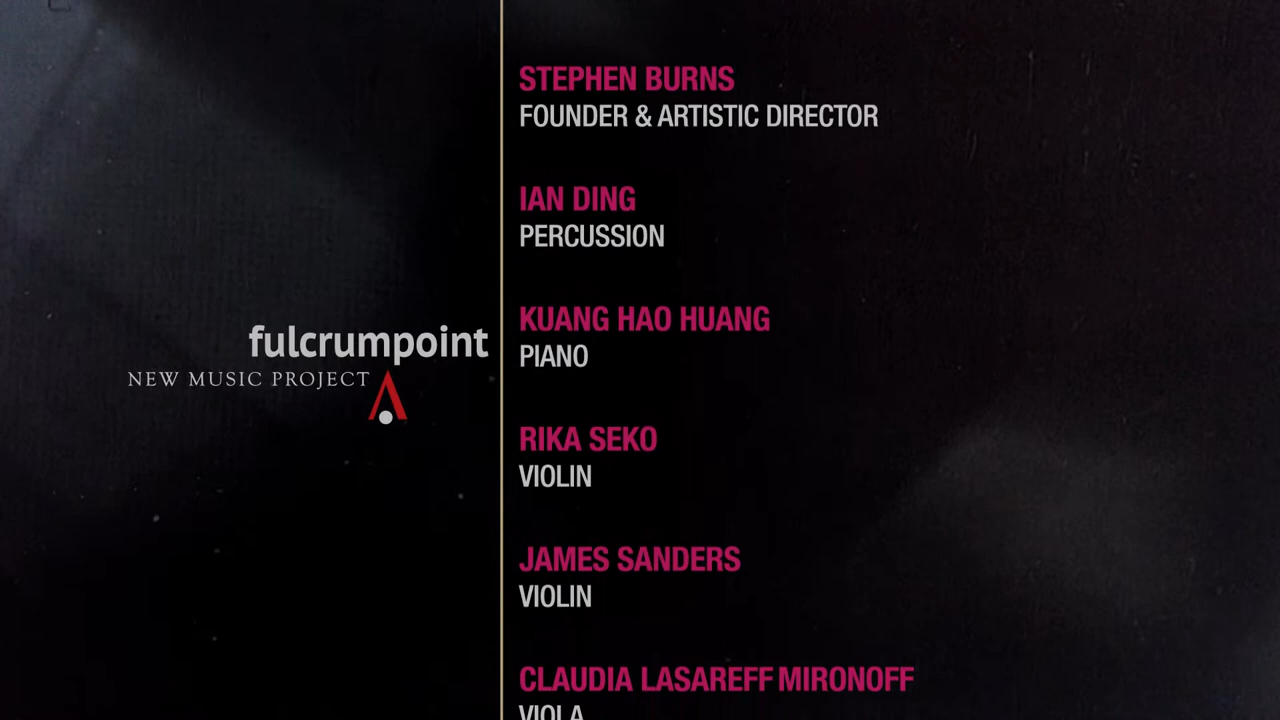 fulcrumpoint
NEW MUSIC PROJECT
STEPHEN BURNS
FOUNDER & ARTISTIC DIRECTOR
IAN DING
PERCUSSION
KUANG HAO HUANG
PIANO
RIKA SEKO
VIOLIN
JAMES SANDERS
VIOLIN
CLAUDIA LASAREFF MIRONOFF
VIOLA